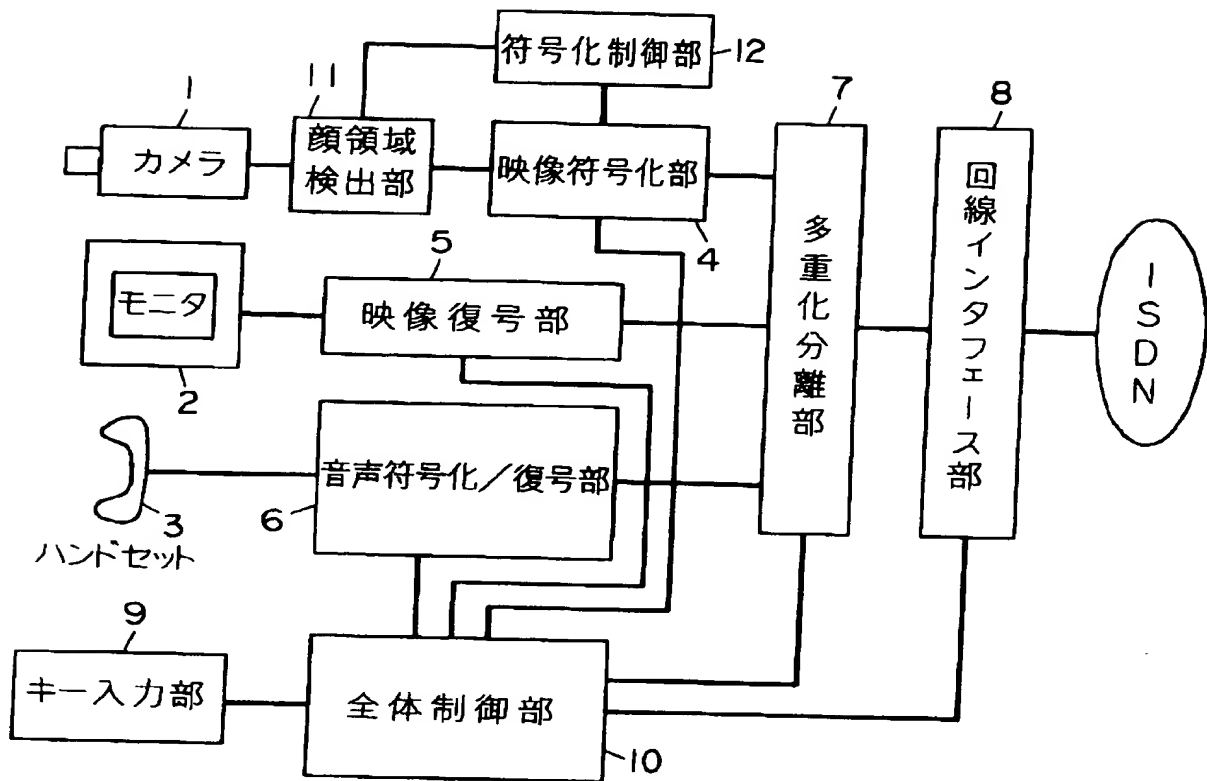 符号化制御部
12
1
11
7
8
カメラ
顔領域
検出部
映像符号化部
4
多重化分離部
回線インタフェース部
ISDN
5
モニタ
映像復号部
2
音声符号化/復号部
6
3
ハンドセット
9
キー入力部
全体制御部
10